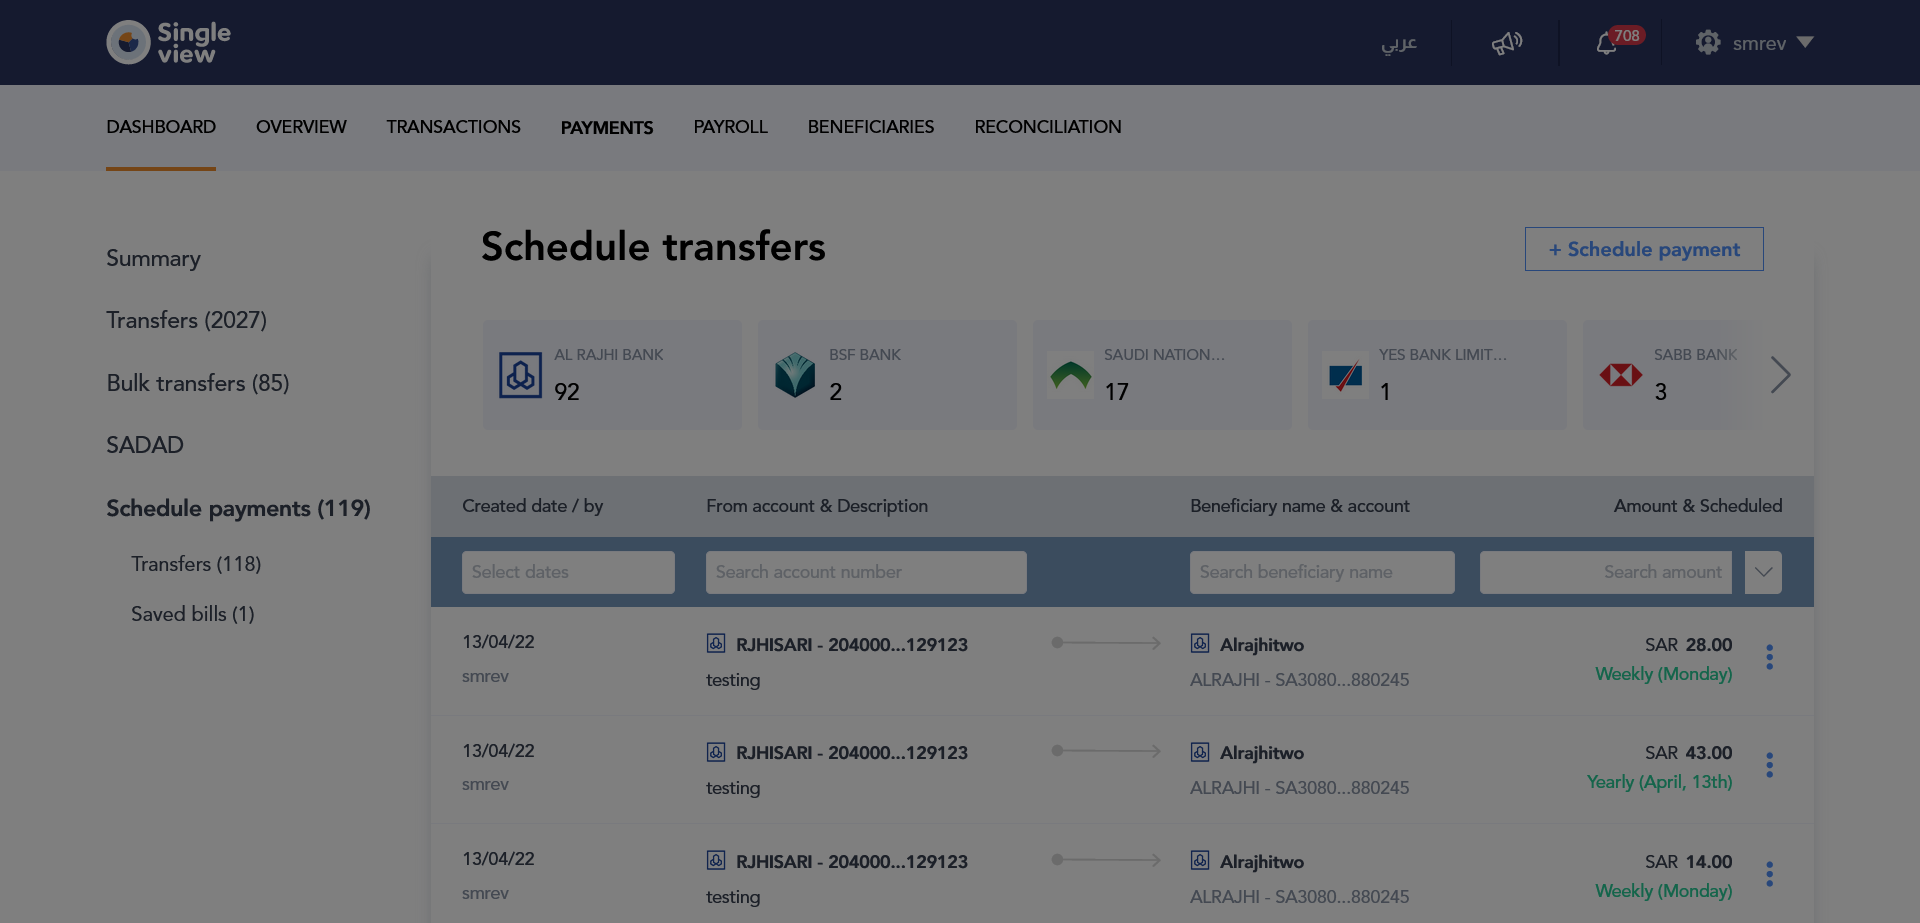 Single
view
عربي
708
smrev
DASHBOARD
OVERVIEW
TRANSACTIONS
PAYMENTS
PAYROLL
BENEFICIARIES
RECONCILIATION
Summary
Transfers (2027)
Bulk transfers (85)
SADAD
Schedule payments (119)
Transfers (118)
Saved bills (1)
Schedule transfers
+ Schedule payment
AL RAJHI BANK
92
BSF BANK
2
SAUDI NATION...
17
YES BANK LIMIT...
1
SABB BANK
3
Created date / by
From account & Description
Beneficiary name & account
Amount & Scheduled
Select dates
Search account number
Search beneficiary name
Search amount
13/04/22
smrev
RJHISARI - 204000...129123
testing
Alrajhitwo
ALRAJHI - SA3080...880245
SAR 28.00
Weekly (Monday)
13/04/22
smrev
RJHISARI - 204000...129123
testing
Alrajhitwo
ALRAJHI - SA3080...880245
SAR 43.00
Yearly (April, 13th)
13/04/22
smrev
RJHISARI - 204000...129123
testing
Alrajhitwo
ALRAJHI - SA3080...880245
SAR 14.00
Weekly (Monday)